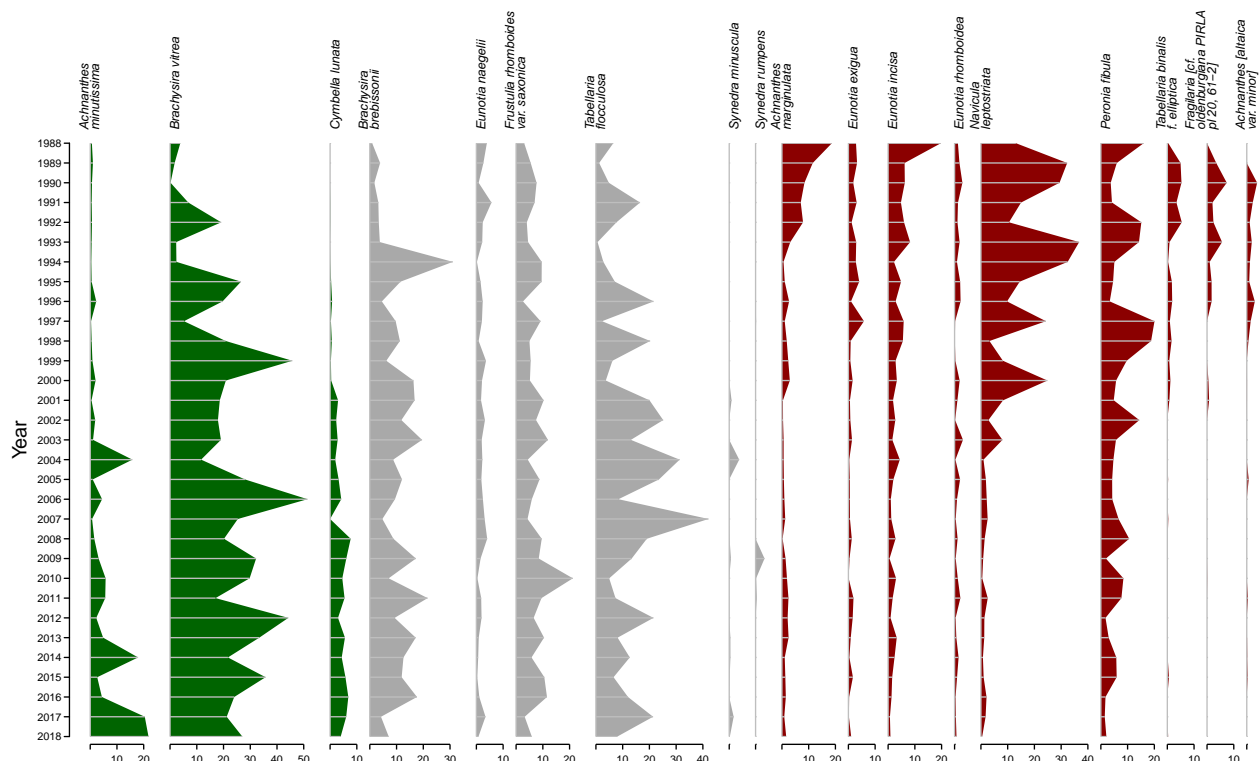 Achnanthes
minutissima
Brachysira vitrea
Cymbella lunata
Brachysira
brebissonii
Eunotia naegelii
Frustulia rhomboides
var. saxonica
Tabellaria
flocculosa
Synedra minuscula
Synedra rumpens
Achnanthes
marginulata
Eunotia exigua
Eunotia incisa
Eunotia rhomboidea
Navicula
leptostriata
Peronia fibula
Tabellaria binalis
f. elliptica
Fragilaria [cf.
oldenburgiana PIRLA
pl 20, 61−2]
Achnanthes [altaica
var. minor]
Year
1988
1989
1990
1991
1992
1993
1994
1995
1996
1997
1998
1999
2000
2001
2002
2003
2004
2005
2006
2007
2008
2009
2010
2011
2012
2013
2014
2015
2016
2017
2018
10 20 10 20 30 40 50 10 10 20 30 10 10 20 10 20 30 40 10 10 10 20 10 10 20 10 10 20 30 40 10 20 10 10